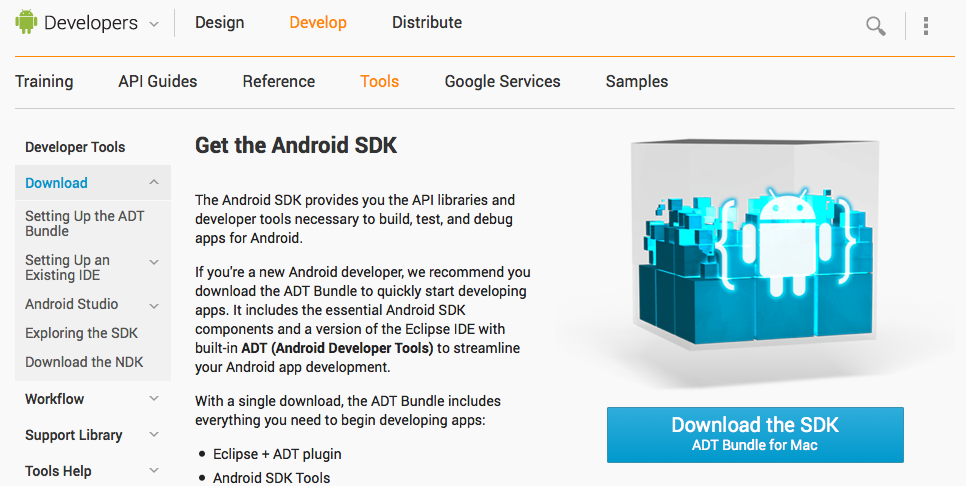 Developers
Design
Develop
Distribute
Training
API Guides
Reference
Tools
Google Services
Samples
Developer Tools
Download
Setting Up the ADT
Bundle
Setting Up an
Existing IDE
Android Studio
Exploring the SDK
Download the NDK
Workflow
Support Library
Tools Help
Get the Android SDK
The Android SDK provides you the API libraries and
developer tools necessary to build, test, and debug
apps for Android.
If you're a new Android developer, we recommend you
download the ADT Bundle to quickly start developing
apps. It includes the essential Android SDK
components and a version of the Eclipse IDE with
built-in ADT (Android Developer Tools) to streamline
your Android app development.
With a single download, the ADT Bundle includes
everything you need to begin developing apps:
• Eclipse + ADT plugin
• Android SDK Tools
{ }
Download the SDK
ADT Bundle for Mac